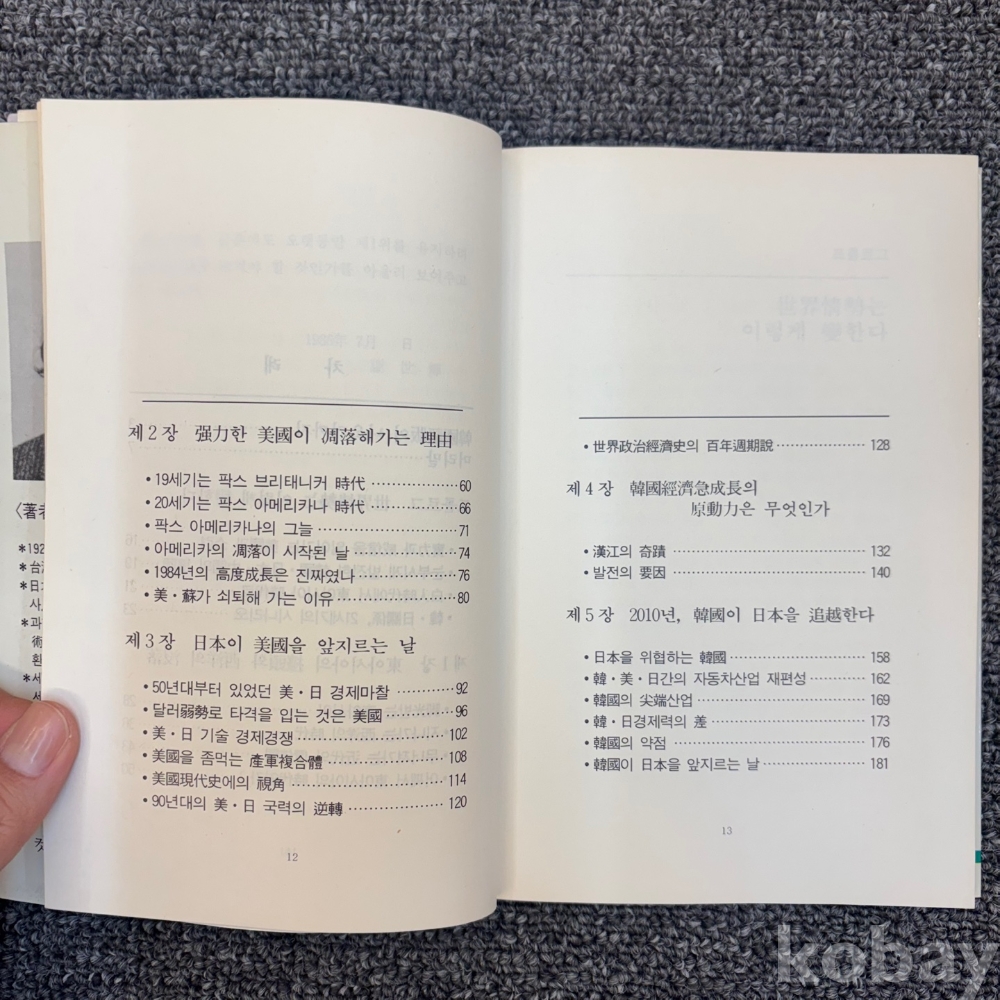 제2장 强力한 美國이 凋落해가는 理由
• 19세기는 팍스 브리태니커 時代 60
• 20세기는 팍스 아메리카나 時代 66
• 팍스 아메리카나의 그늘 71
• 아메리카의 凋落이 시작된 날 74
• 1984년의 高度成長은 진짜였나 76
• 美・蘇가 쇠퇴해 가는 이유 80
제3장 日本이 美國을 앞지르는 날
• 50년대부터 있었던 美・日 경제마찰 92
• 달러弱勢로 타격을 입는 것은 美國 96
• 美・日 기술 경제경쟁 102
• 美國을 좀먹는 産軍複合體 108
• 美國現代史에의 視角 114
• 90년대의 美・日 국력의 逆轉 120
12
• 世界政治經濟史의 百年週期說 128
제4장 韓國經濟急成長의
原動力은 무엇인가
• 漢江의 奇蹟 132
• 발전의 要因 140
제5장 2010년, 韓國이 日本을 追越한다
• 日本을 위협하는 韓國 158
• 韓・美・日간의 자동차산업 재편성 162
• 韓國의 尖端산업 169
• 韓・日경제력의 差 173
• 韓國의 약점 176
• 韓國이 日本을 앞지르는 날 181
13
kobay